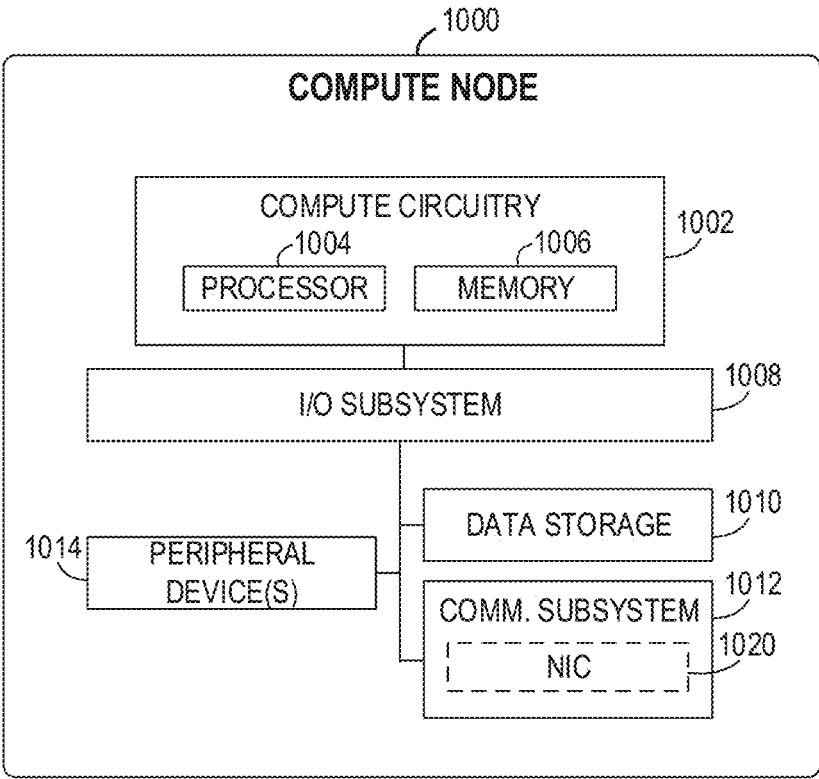 1000
COMPUTE NODE
COMPUTE CIRCUITRY
1002
1004
1006
PROCESSOR
MEMORY
I/O SUBSYSTEM
1008
DATA STORAGE
1010
1014
PERIPHERAL
DEVICE(S)
COMM. SUBSYSTEM
1012
NIC
1020